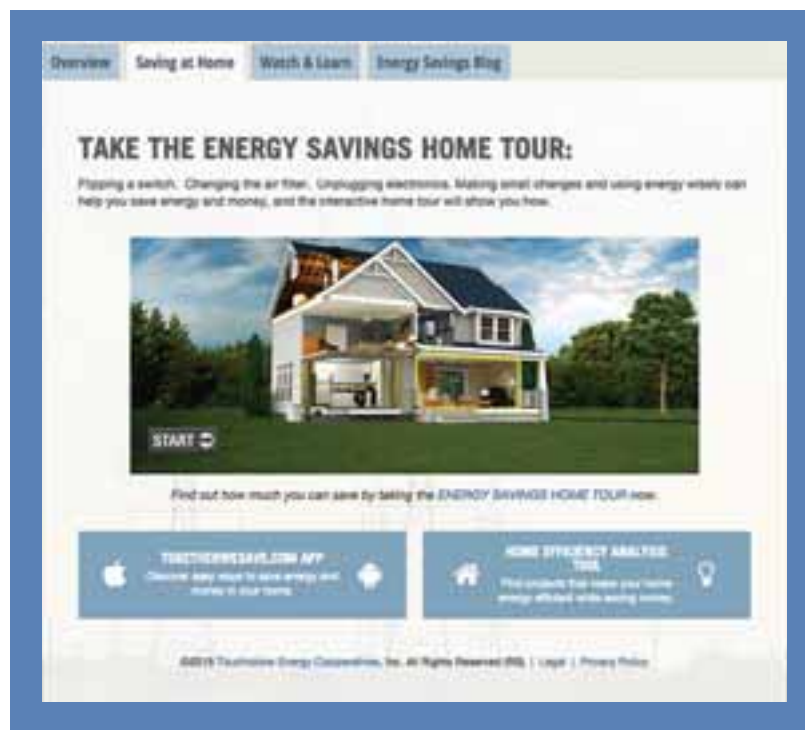 Overview
Saving at Home
Watch & Learn
Energy Savings Blog
TAKE THE ENERGY SAVINGS HOME TOUR:
Flipping a switch. Changing the air filter. Unplugging electronics. Making small changes and using energy wisely can
help you save energy and money, and the interactive home tour will show you how.
START
Find out how much you can save by taking the ENERGY SAVINGS HOME TOUR now.
TOGETHERWESAVE.COM APP
Discover easy ways to save energy and
money in your home.
HOME EFFICIENCY ANALYSIS
TOOL
Find projects that make your home
energy efficient while saving money.
Touchstone Energy Cooperatives, Inc. All Rights Reserved | Legal | Privacy Policy